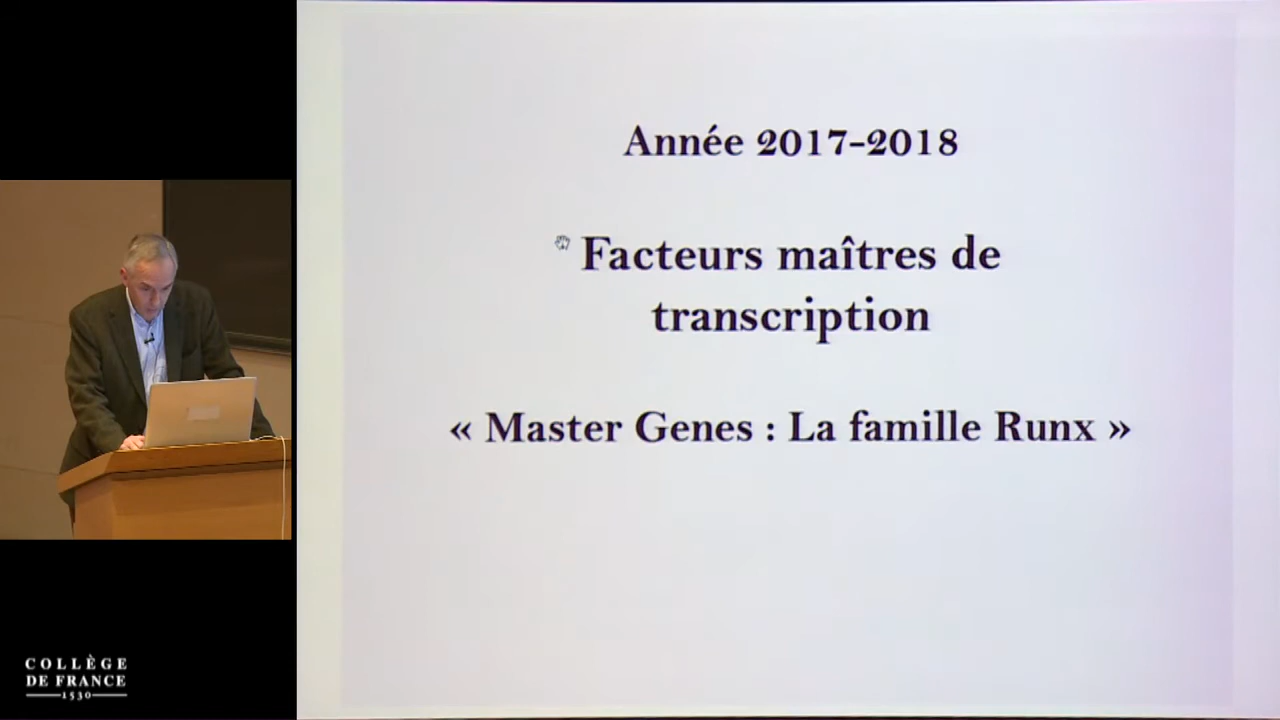 Année 2017-2018
Facteurs maîtres de
transcription
« Master Genes : La famille Runx »
COLLÈGE
DE FRANCE
1530